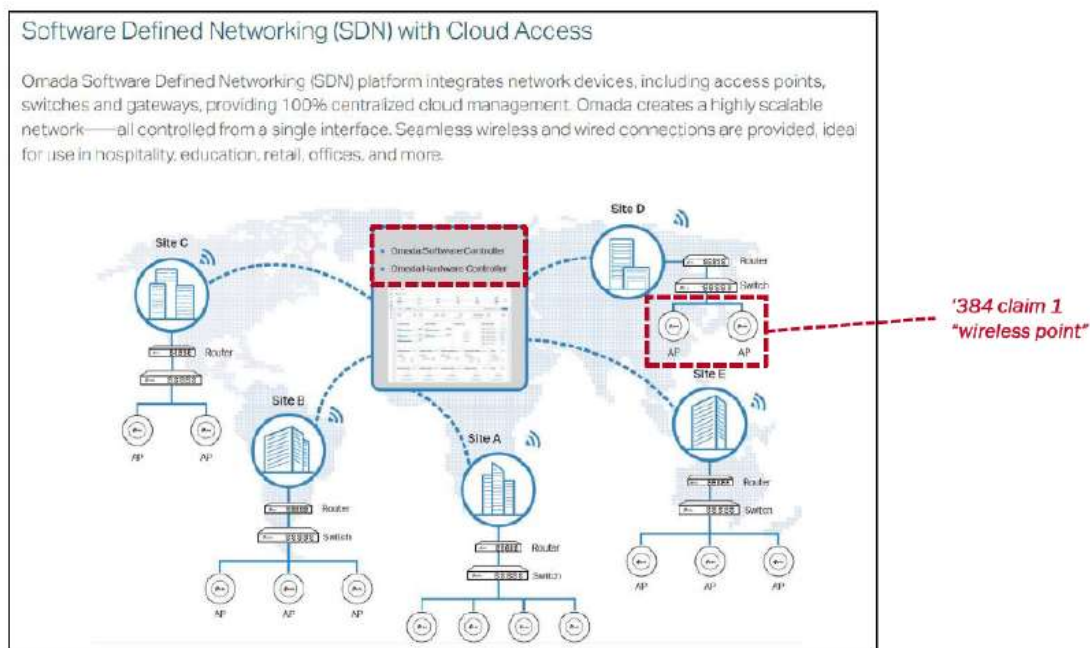 Software Defined Networking (SDN) with Cloud Access
Omada Software Defined Networking (SDN) platform integrates network devices, including access points,
switches and gateways, providing 100% centralized cloud management. Omada creates a highly scalable
network——all controlled from a single interface. Seamless wireless and wired connections are provided, ideal
for use in hospitality, education, retail, offices, and more.
Site D
Site C
Omada Software Controller
Omada Hardware Controller
Router
Switch
'384 claim 1
"wireless point"
AP AP
Router
Site E
Site B
Site A
AP AP
Router
Router
Switch
Switch
Router
Switch
AP AP AP
AP AP AP